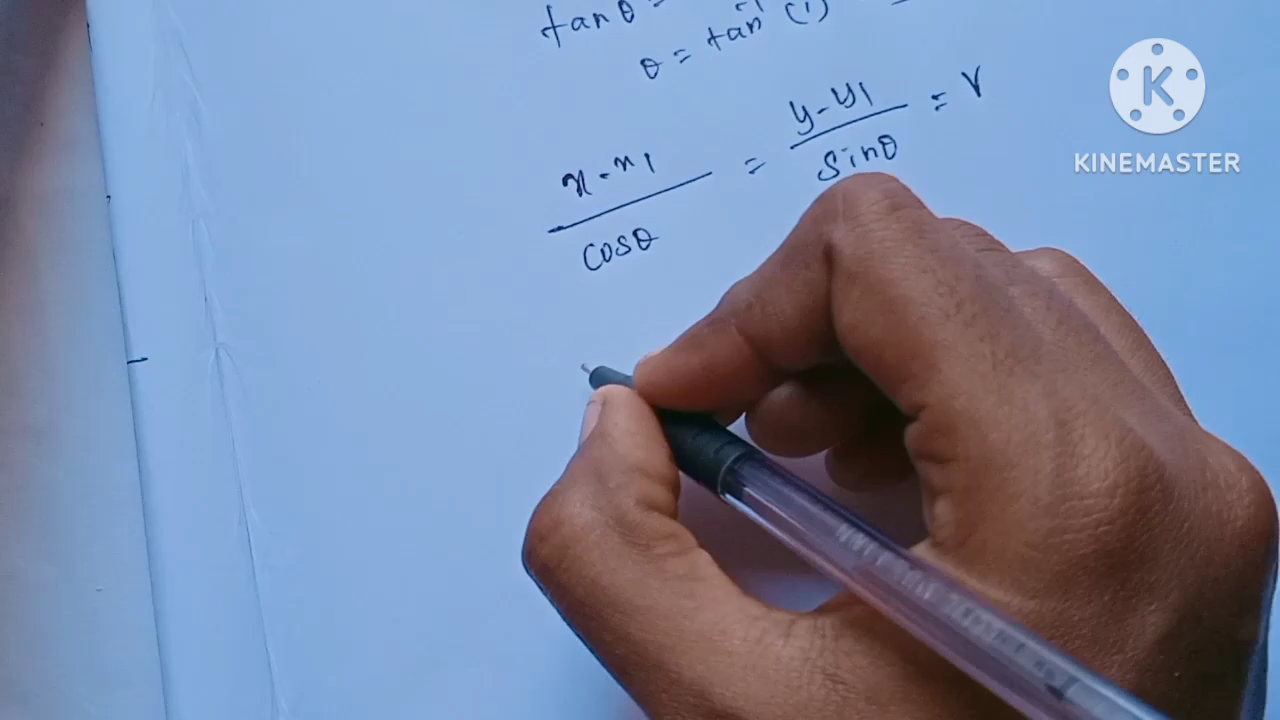 tanθ =
θ = tan⁻¹ (1)
x-x1 / cosθ = y-y1 / sinθ = r
KINEMASTER